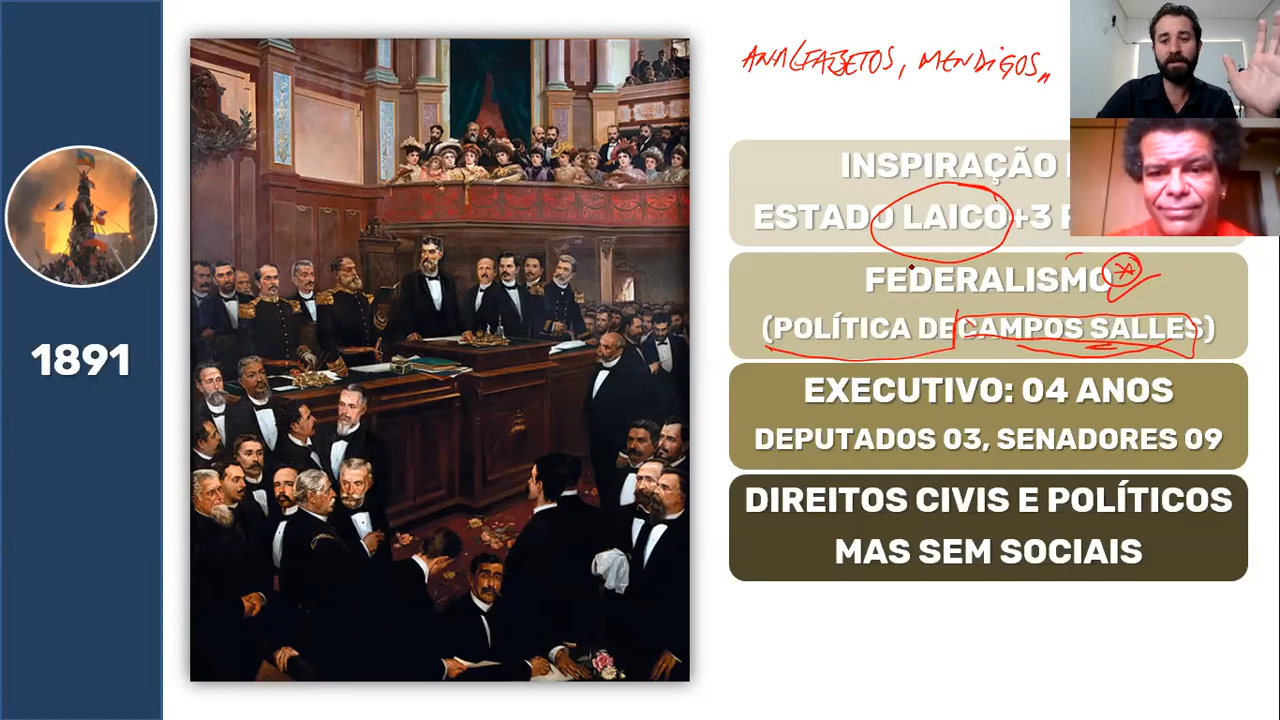 1891
ANALFABETOS, MENDIGOS,,
INSPIRAÇÃO
ESTADO LAICO+3
FEDERALISMO
(POLÍTICA DE CAMPOS SALLES)
EXECUTIVO: 04 ANOS
DEPUTADOS 03, SENADORES 09
DIREITOS CIVIS E POLÍTICOS
MAS SEM SOCIAIS